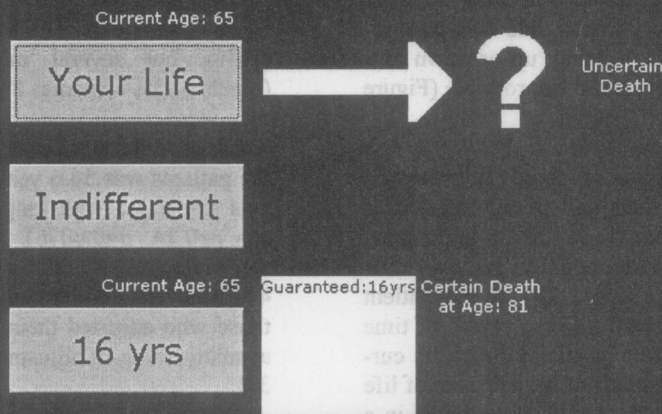 Current Age: 65
Your Life
?
Uncertain
Death
Indifferent
Current Age: 65
Guaranteed:16yrs
Certain Death
at Age: 81
16 yrs